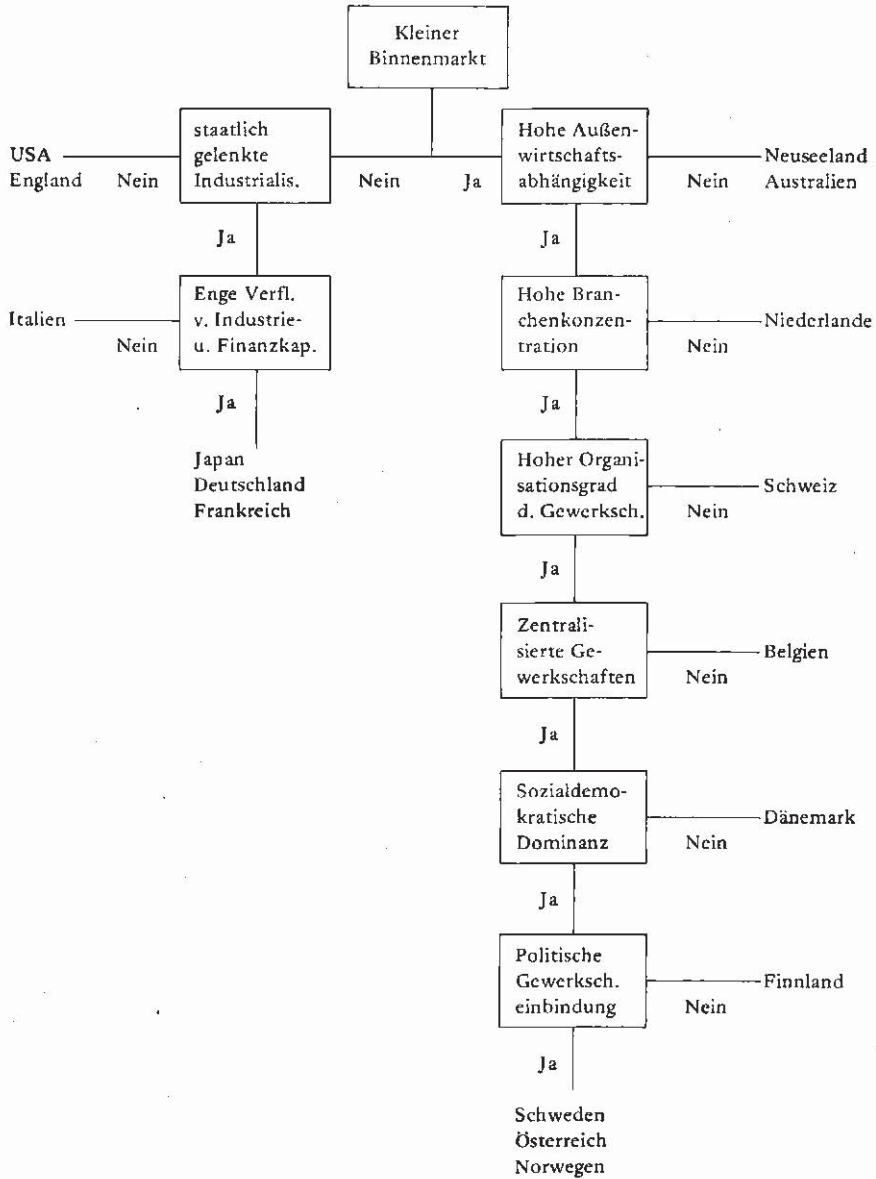 Kleiner
Binnenmarkt
staatlich
gelenkte
Industrialis.
Hohe Außen-
wirtschafts-
abhängigkeit
USA
England
Nein
Nein
Ja
Nein
Neuseeland
Australien
Ja
Ja
Enge Verfl.
v. Industrie-
u. Finanzkap.
Hohe Bran-
chenkonzen-
tration
Italien
Nein
Nein
Niederlande
Ja
Ja
Japan
Deutschland
Frankreich
Hoher Organi-
sationsgrad
d. Gewerksch.
Nein
Schweiz
Ja
Zentrali-
sierte Ge-
werkschaften
Nein
Belgien
Ja
Sozialdemo-
kratische
Dominanz
Nein
Dänemark
Ja
Politische
Gewerksch.
einbindung
Nein
Finnland
Ja
Schweden
Österreich
Norwegen